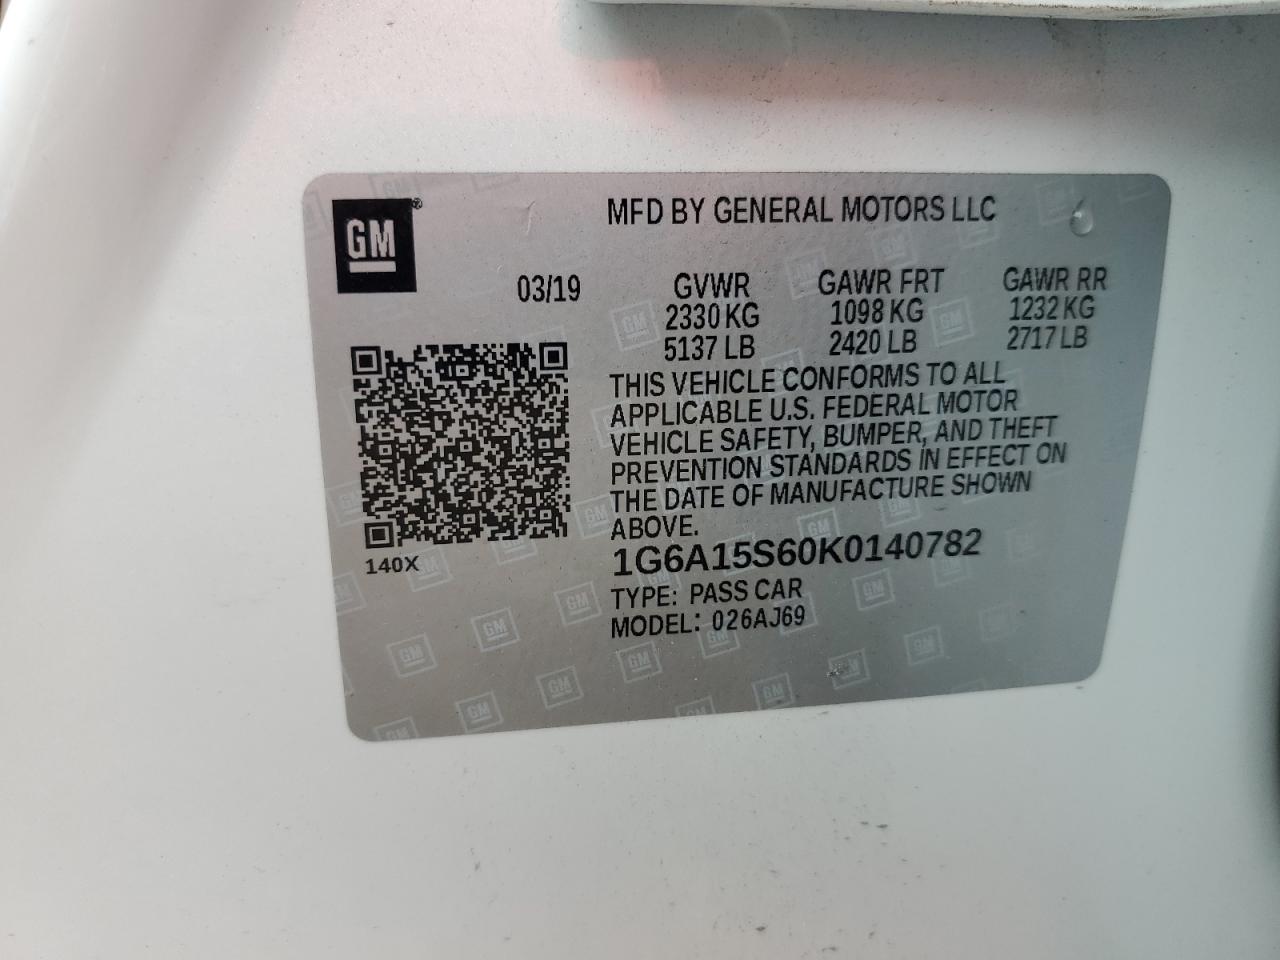 GM®
MFD BY GENERAL MOTORS LLC
03/19
GVWR GAWR FRT GAWR RR
2330 KG 1098 KG 1232 KG
5137 LB 2420 LB 2717 LB
THIS VEHICLE CONFORMS TO ALL
APPLICABLE U.S. FEDERAL MOTOR
VEHICLE SAFETY, BUMPER, AND THEFT
PREVENTION STANDARDS IN EFFECT ON
THE DATE OF MANUFACTURE SHOWN
ABOVE.
1G6A15S60K0140782
140X
TYPE: PASS CAR
MODEL: 026AJ69